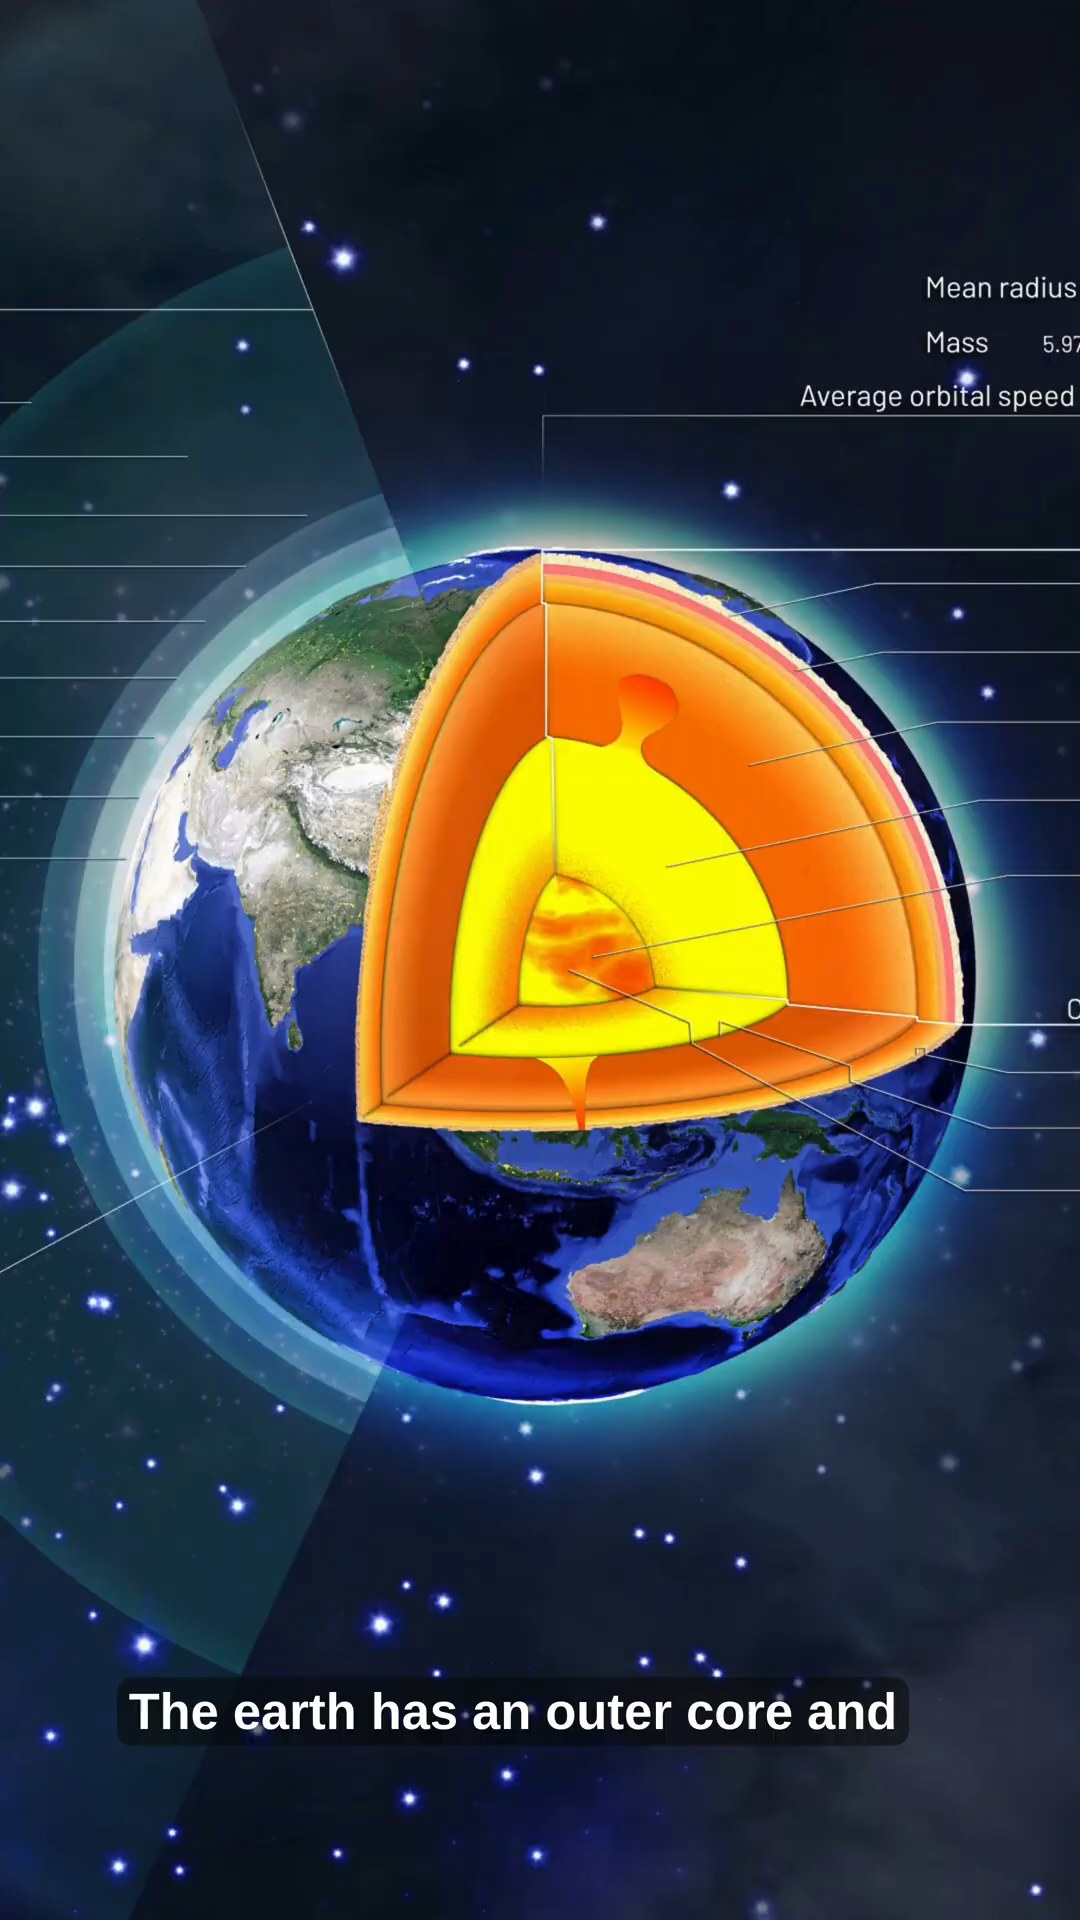 Mean radius
Mass 5.97
Average orbital speed
The earth has an outer core and